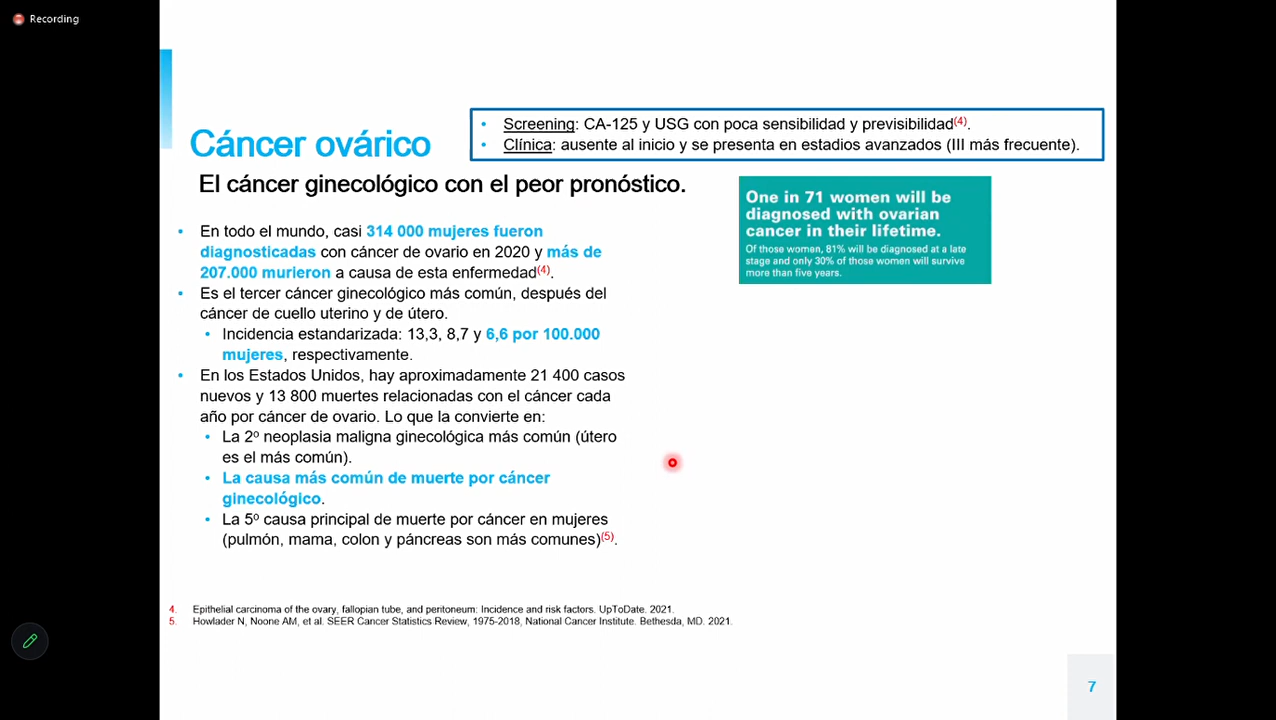 Recording
• Screening: CA-125 y USG con poca sensibilidad y previsibilidad(4).
• Clínica: ausente al inicio y se presenta en estadios avanzados (III más frecuente).
Cáncer ovárico
El cáncer ginecológico con el peor pronóstico.
• En todo el mundo, casi 314 000 mujeres fueron
diagnosticadas con cáncer de ovario en 2020 y más de
207.000 murieron a causa de esta enfermedad(4).
• Es el tercer cáncer ginecológico más común, después del
cáncer de cuello uterino y de útero.
• Incidencia estandarizada: 13,3, 8,7 y 6,6 por 100.000
mujeres, respectivamente.
• En los Estados Unidos, hay aproximadamente 21 400 casos
nuevos y 13 800 muertes relacionadas con el cáncer cada
año por cáncer de ovario. Lo que la convierte en:
• La 2º neoplasia maligna ginecológica más común (útero
es el más común).
• La causa más común de muerte por cáncer
ginecológico.
• La 5º causa principal de muerte por cáncer en mujeres
(pulmón, mama, colon y páncreas son más comunes)(5).
One in 71 women will be
diagnosed with ovarian
cancer in their lifetime.
Of those women, 81% will be diagnosed at a late
stage and only 30% of those women will survive
more than five years.
4. Epithelial carcinoma of the ovary, fallopian tube, and peritoneum: Incidence and risk factors. UpToDate. 2021.
5. Howlader N, Noone AM, et al. SEER Cancer Statistics Review, 1975-2018, National Cancer Institute. Bethesda, MD. 2021.
7